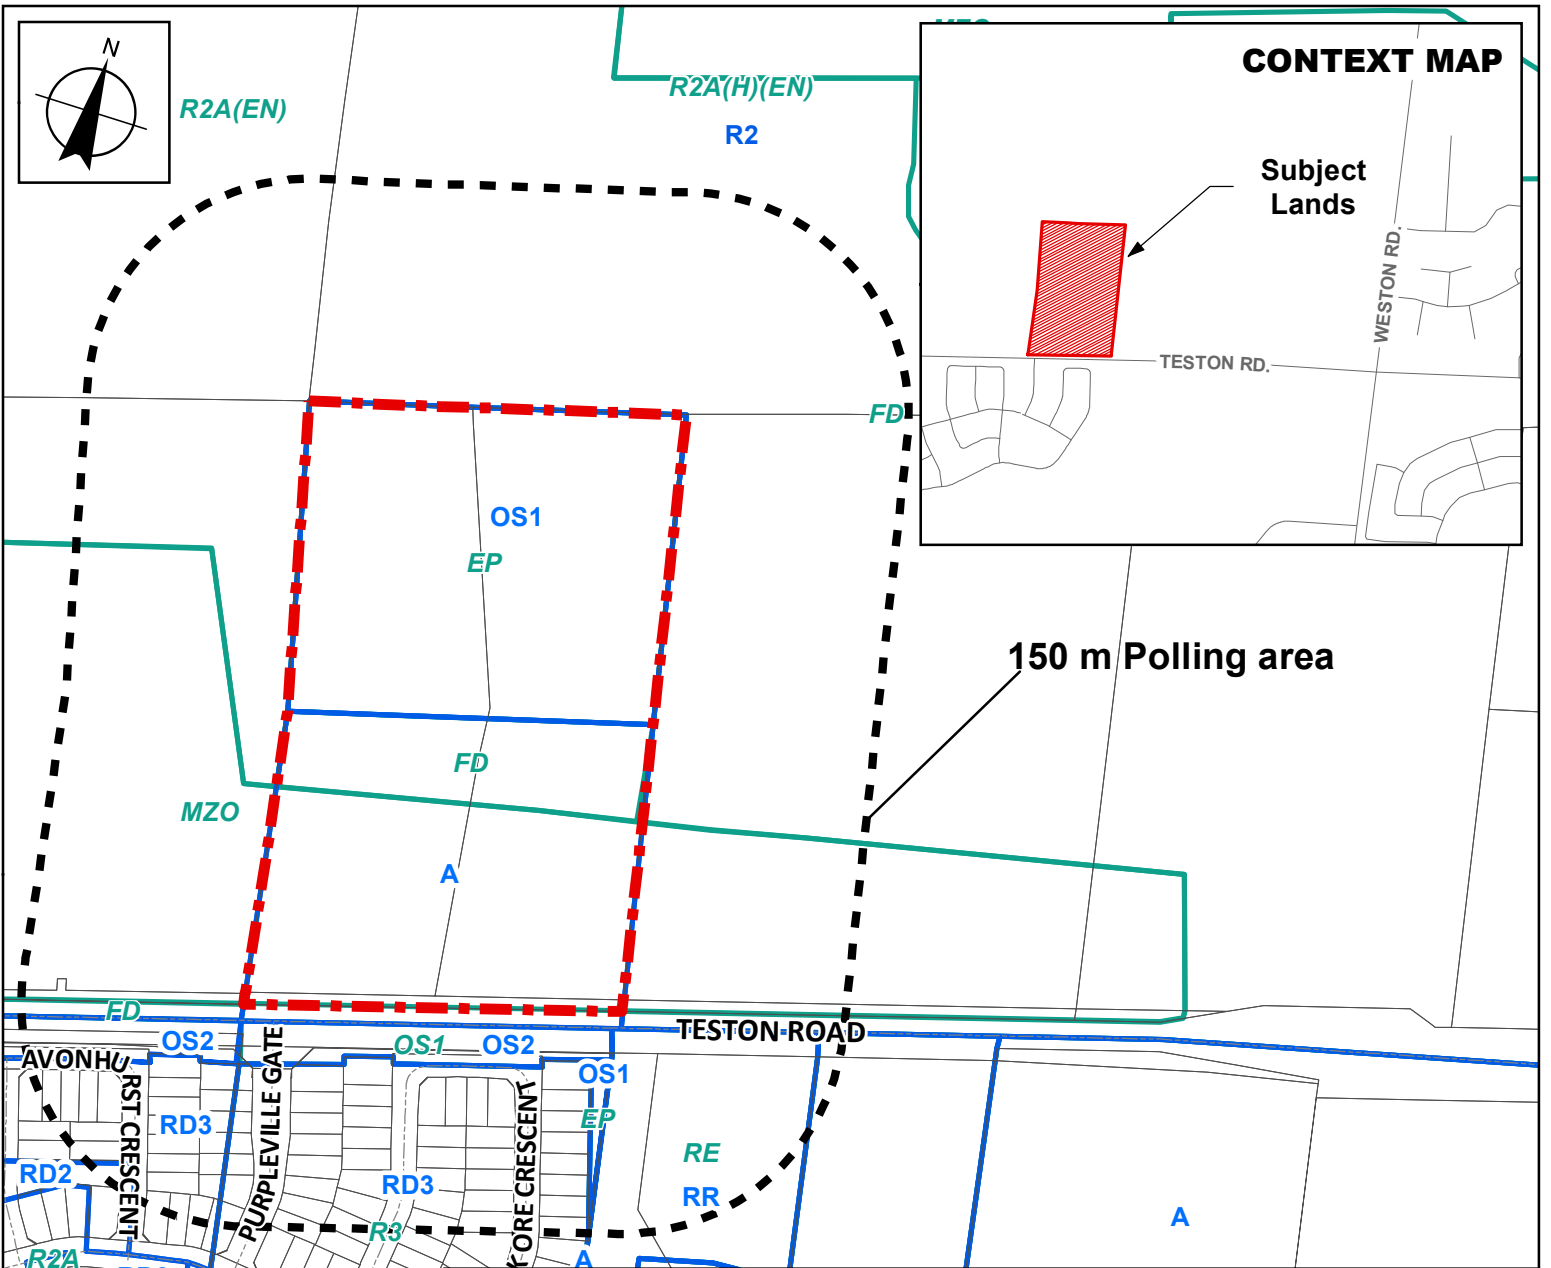 N
R2A(EN)
R2A(H)(EN)
R2
CONTEXT MAP
Subject
Lands
WESTON RD.
TESTON RD.
FD
OS1
EP
150 m Polling area
FD
MZO
A
FD
TESTON ROAD
OS2
OS1
OS2
AVONHURST CRESCENT
PURPLEVILLE GATE
OS1
EP
RD3
RE
RD2
RD3
RR
A
R3
R2A
A